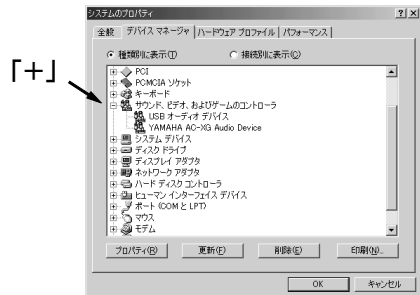 システムのプロパティ
全般 デバイス マネージャ ハードウェア プロファイル パフォーマンス
種類別に表示(T) 接続別に表示(C)
「+」
PCI
PCMCIA ソケット
キーボード
サウンド、ビデオ、およびゲームのコントローラ
USB オーディオ デバイス
YAMAHA AC-XG Audio Device
システム デバイス
ディスク ドライブ
ディスプレイ アダプタ
ネットワーク アダプタ
ハード ディスク コントローラ
ヒューマン インターフェイス デバイス
ポート (COM と LPT)
マウス
モデム
プロパティ(R) 更新(F) 削除(E) 印刷(N)...
OK キャンセル